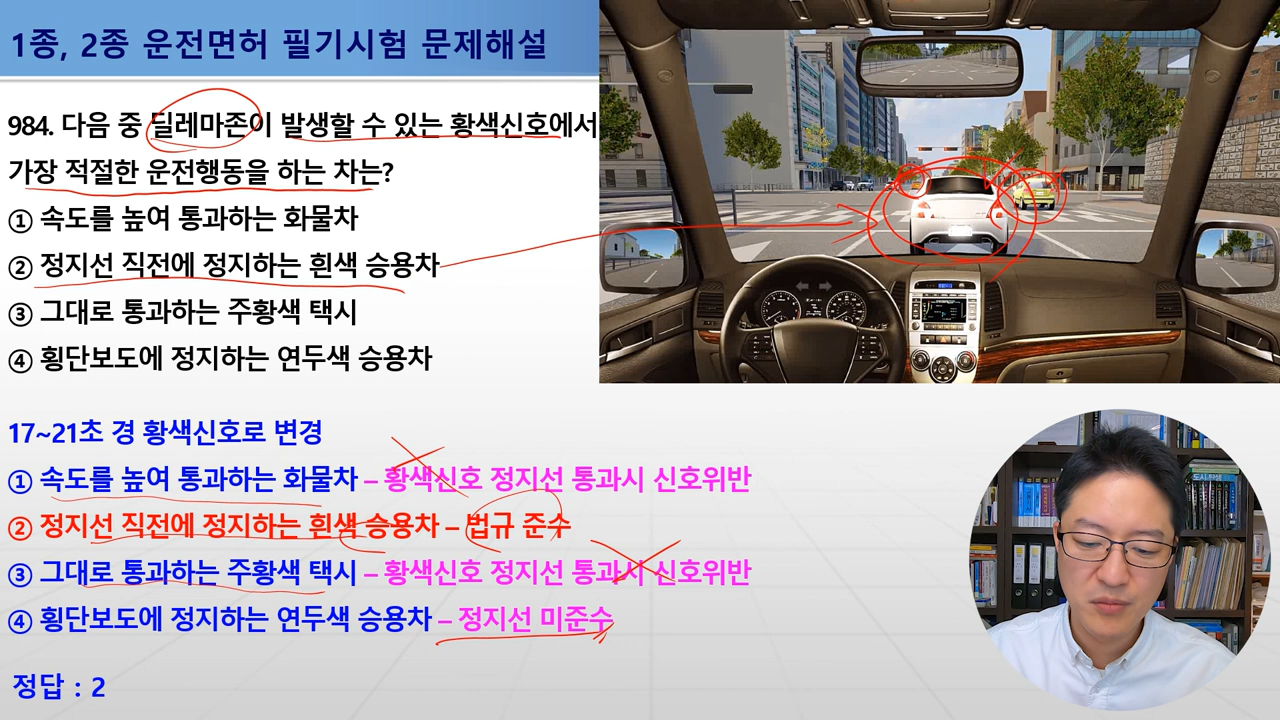 1종, 2종 운전면허 필기시험 문제해설
984. 다음 중 딜레마존이 발생할 수 있는 황색신호에서
가장 적절한 운전행동을 하는 차는?
① 속도를 높여 통과하는 화물차
② 정지선 직전에 정지하는 흰색 승용차
③ 그대로 통과하는 주황색 택시
④ 횡단보도에 정지하는 연두색 승용차
17~21초 경 황색신호로 변경
① 속도를 높여 통과하는 화물차 – 황색신호 정지선 통과시 신호위반
② 정지선 직전에 정지하는 흰색 승용차 – 법규 준수
③ 그대로 통과하는 주황색 택시 – 황색신호 정지선 통과시 신호위반
④ 횡단보도에 정지하는 연두색 승용차 – 정지선 미준수
정답 : 2